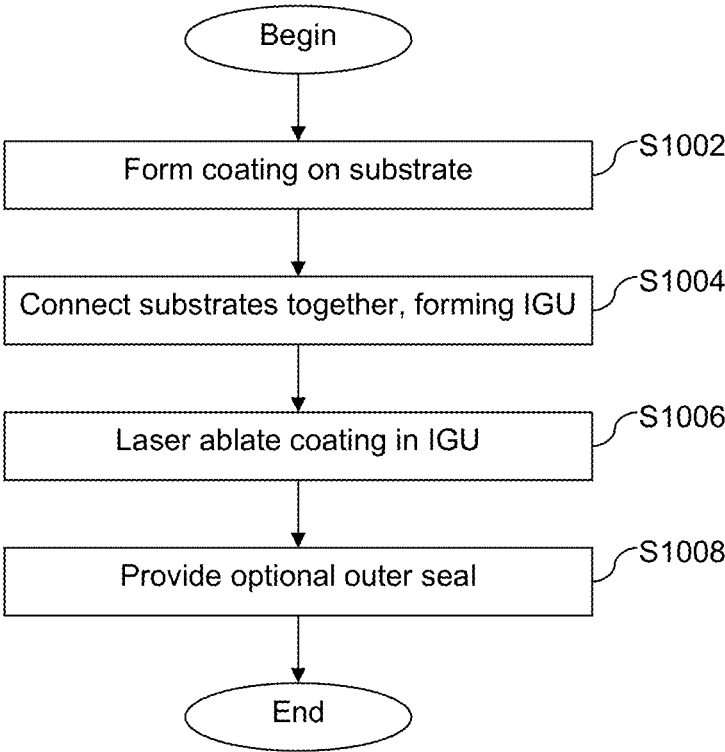 Begin
Form coating on substrate
S1002
Connect substrates together, forming IGU
S1004
Laser ablate coating in IGU
S1006
Provide optional outer seal
S1008
End